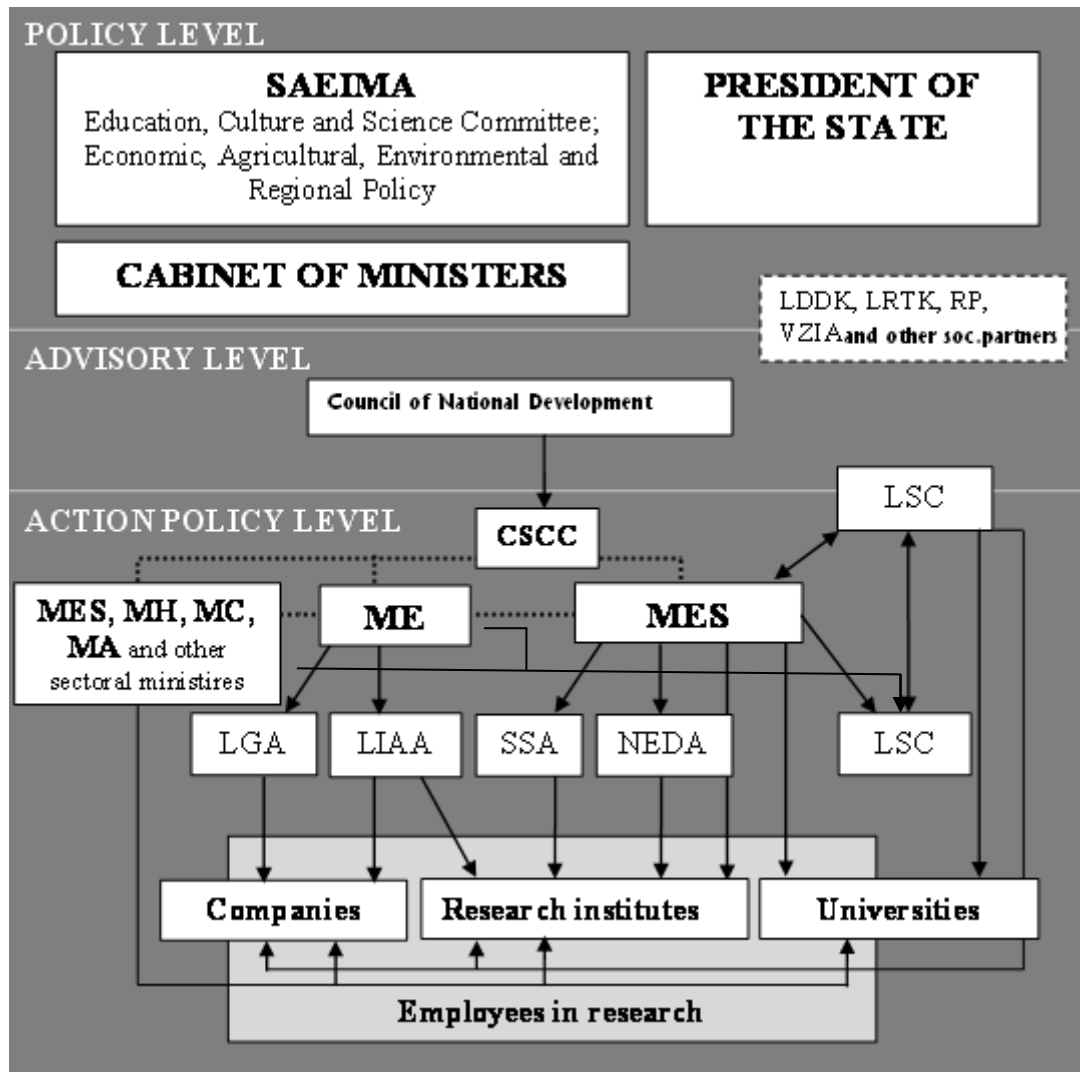 POLICY LEVEL
SAEIMA
Education, Culture and Science Committee;
Economic, Agricultural, Environmental and
Regional Policy
PRESIDENT OF
THE STATE
CABINET OF MINISTERS
LDDK, LRTK, RP,
VZIA and other soc.partners
ADVISORY LEVEL
Council of National Development
LSC
ACTION POLICY LEVEL
CSCC
MES, MH, MC,
MA and other
sectoral ministires
ME
MES
LGA
LIAA
SSA
NEDA
LSC
Companies
Research institutes
Universities
Employees in research